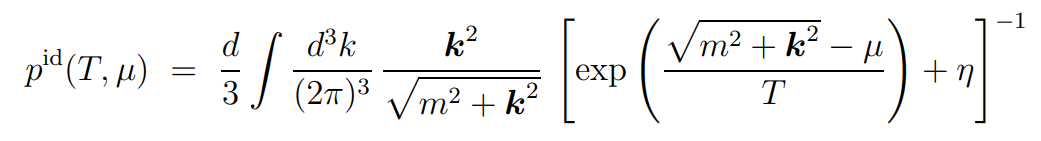 p^{id}(T, μ) = \frac{d}{3} ∫ \frac{d^3k}{(2π)^3} \frac{\boldsymbol{k}^2}{\sqrt{m^2 + \boldsymbol{k}^2}} \left[ \exp \left( \frac{\sqrt{m^2 + \boldsymbol{k}^2} − μ}{T} \right) + η \right]^{−1}